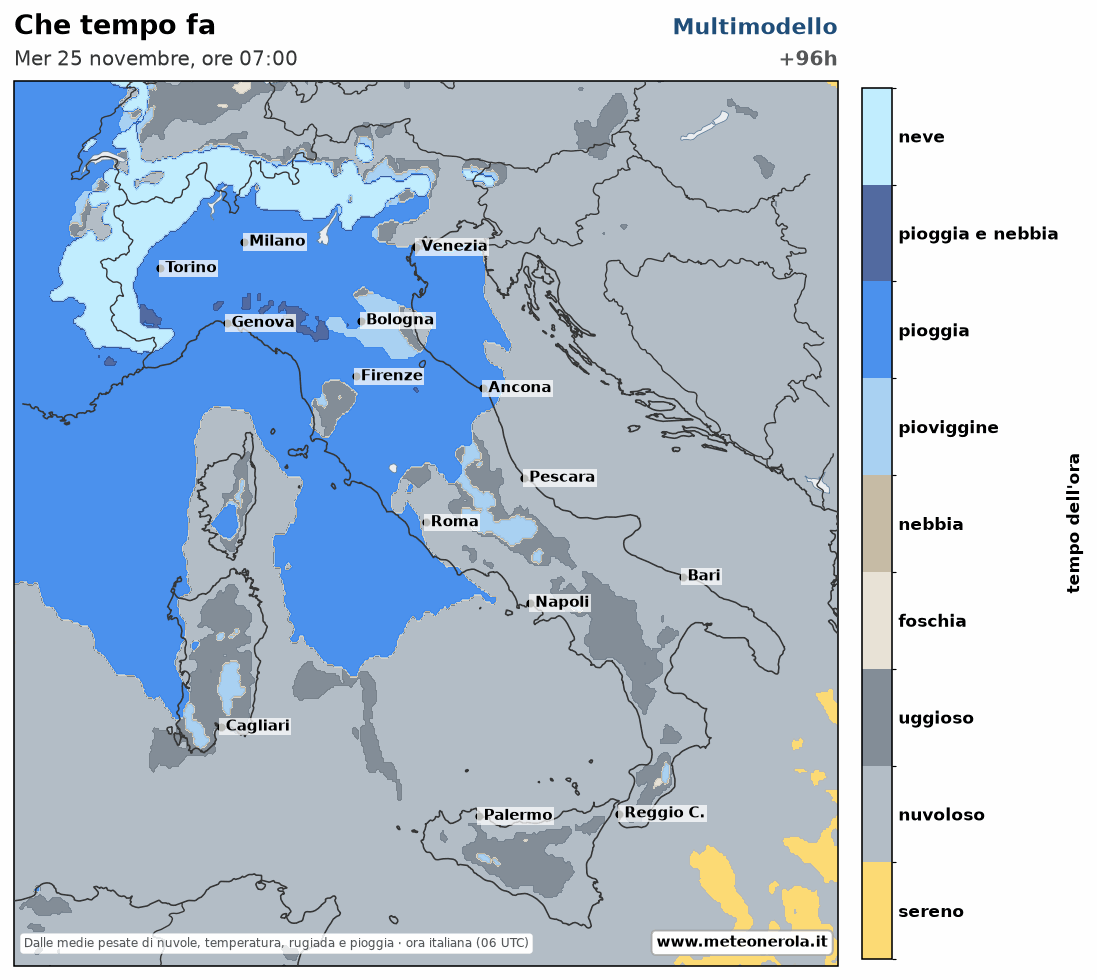 Che tempo fa
Multimodello
Mer 25 novembre, ore 07:00
+96h
neve
pioggia e nebbia
pioggia
pioviggine
nebbia
foschia
uggioso
nuvoloso
sereno
tempo dell'ora
Milano
Venezia
Torino
Genova
Bologna
Firenze
Ancona
Pescara
Roma
Bari
Napoli
Cagliari
Palermo
Reggio C.
Dalle medie pesate di nuvole, temperatura, rugiada e pioggia · ora italiana (06 UTC)
www.meteonerola.it